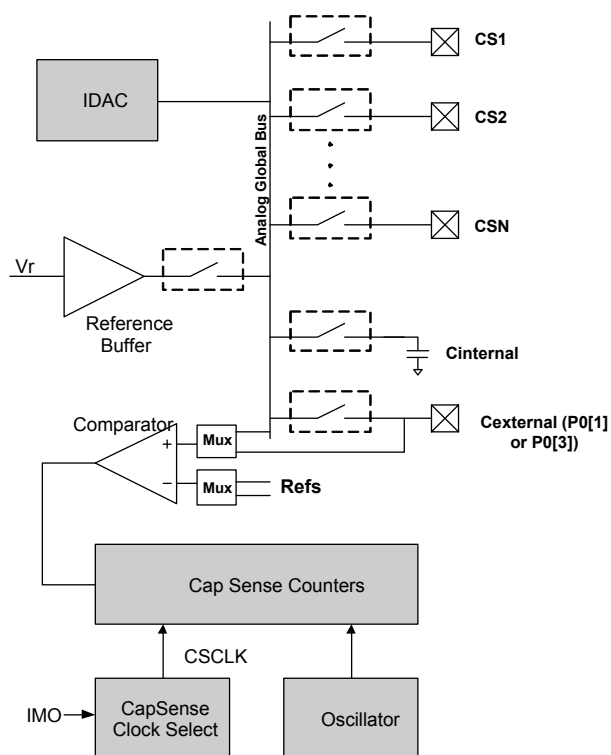 CS1
IDAC
CS2
Analog Global Bus
CSN
Vr
Reference
Buffer
Cinternal
Comparator
Cexternal (P0[1]
or P0[3])
+
Mux
−
Mux
Refs
Cap Sense Counters
CSCLK
IMO
CapSense
Clock Select
Oscillator